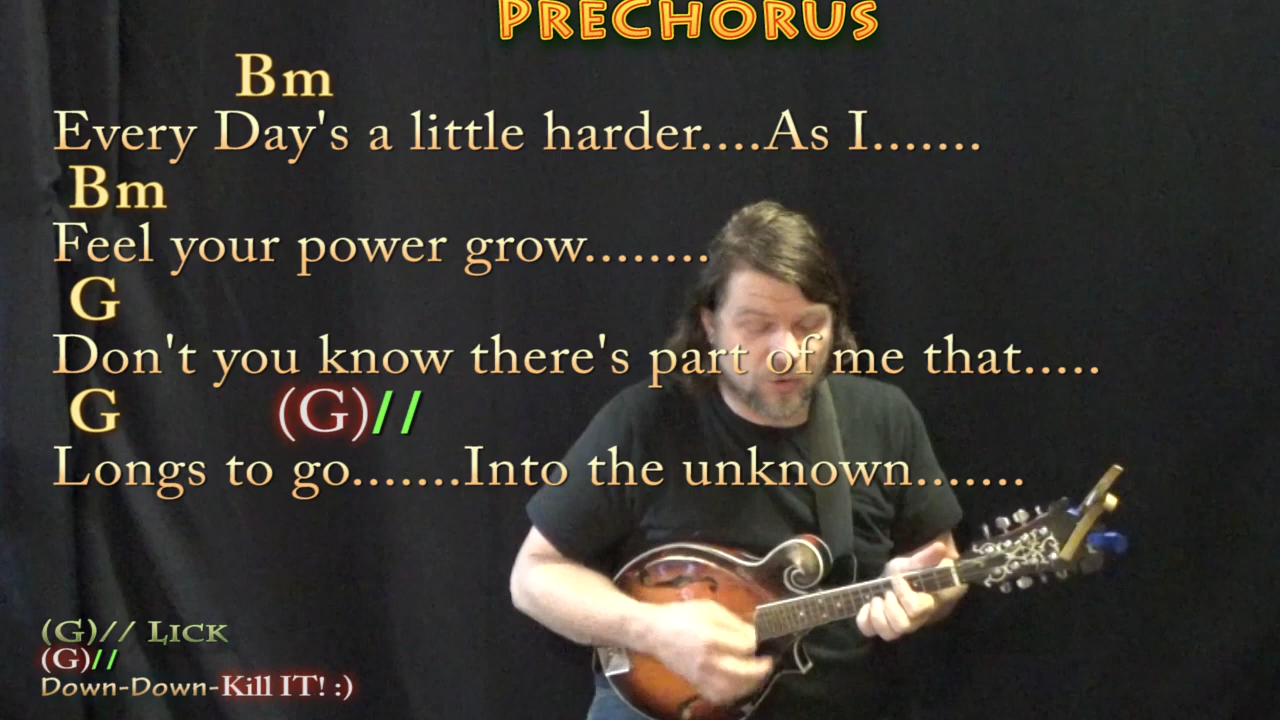 PRECHORUS
Bm
Every Day's a little harder....As I.......
Bm
Feel your power grow........
G
Don't you know there's part of me that.....
G (G)//
Longs to go.......Into the unknown.......
(G)// LICK
(G)//
Down-Down-Kill IT! :)